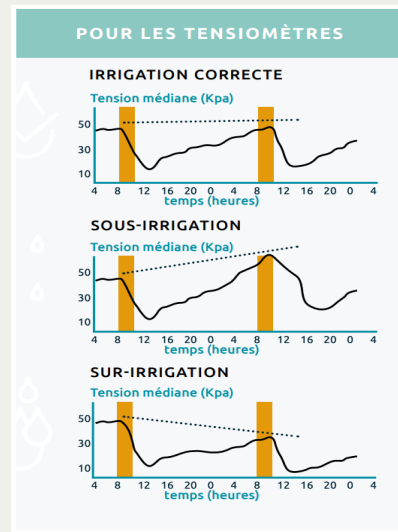 POUR LES TENSIOMÈTRES
IRRIGATION CORRECTE
Tension médiane (Kpa)
50
30
10
4 8 12 16 20 0 4 8 12 16 20 0 4
temps (heures)
SOUS-IRRIGATION
Tension médiane (Kpa)
50
30
10
4 8 12 16 20 0 4 8 12 16 20 0 4
temps (heures)
SUR-IRRIGATION
Tension médiane (Kpa)
50
30
10
4 8 12 16 20 0 4 8 12 16 20 0 4
temps (heures)